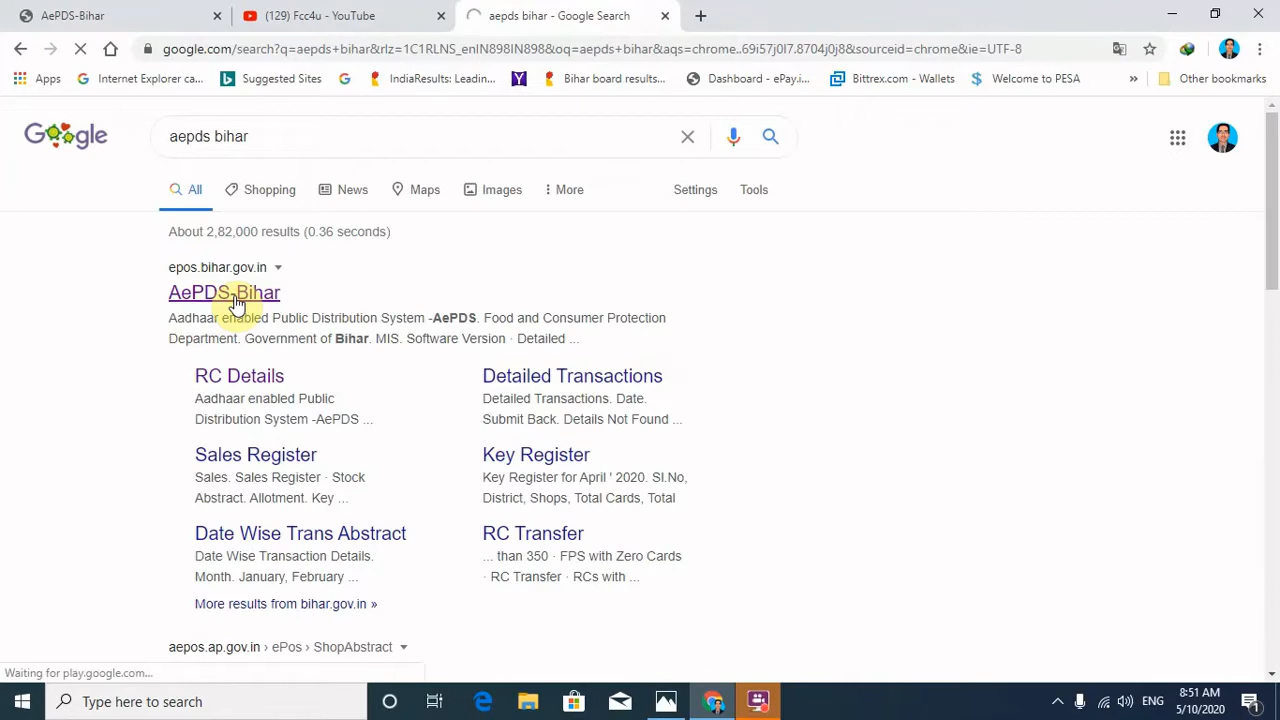 AePDS-Bihar
(129) Fcc4u - YouTube
aepds bihar - Google Search
google.com/search?q=aepds+bihar&rlz=1C1RLNS_enIN898IN898&oq=aepds+bihar&aqs=chrome..69i57j0l7.8704j0j8&sourceid=chrome&ie=UTF-8
Apps
Internet Explorer ca...
Suggested Sites
IndiaResults: Leadin...
Bihar board results...
Dashboard - ePay.i...
Bittrex.com - Wallets
Welcome to PESA
»
Other bookmarks
Google
aepds bihar
All
Shopping
News
Maps
Images
More
Settings
Tools
About 2,82,000 results (0.36 seconds)
epos.bihar.gov.in
AePDS-Bihar
Aadhaar enabled Public Distribution System -AePDS. Food and Consumer Protection
Department. Government of Bihar. MIS. Software Version · Detailed ...
RC Details
Aadhaar enabled Public
Distribution System -AePDS ...
Detailed Transactions
Detailed Transactions. Date.
Submit Back. Details Not Found ...
Sales Register
Sales. Sales Register · Stock
Abstract. Allotment. Key ...
Key Register
Key Register for April ' 2020. Sl.No,
District, Shops, Total Cards, Total
Date Wise Trans Abstract
Date Wise Transaction Details.
Month. January, February ...
RC Transfer
... than 350 · FPS with Zero Cards
· RC Transfer · RCs with ...
More results from bihar.gov.in »
aepos.ap.gov.in › ePos › ShopAbstract
Waiting for play.google.com...
Type here to search
ENG
8:51 AM
5/10/2020
1